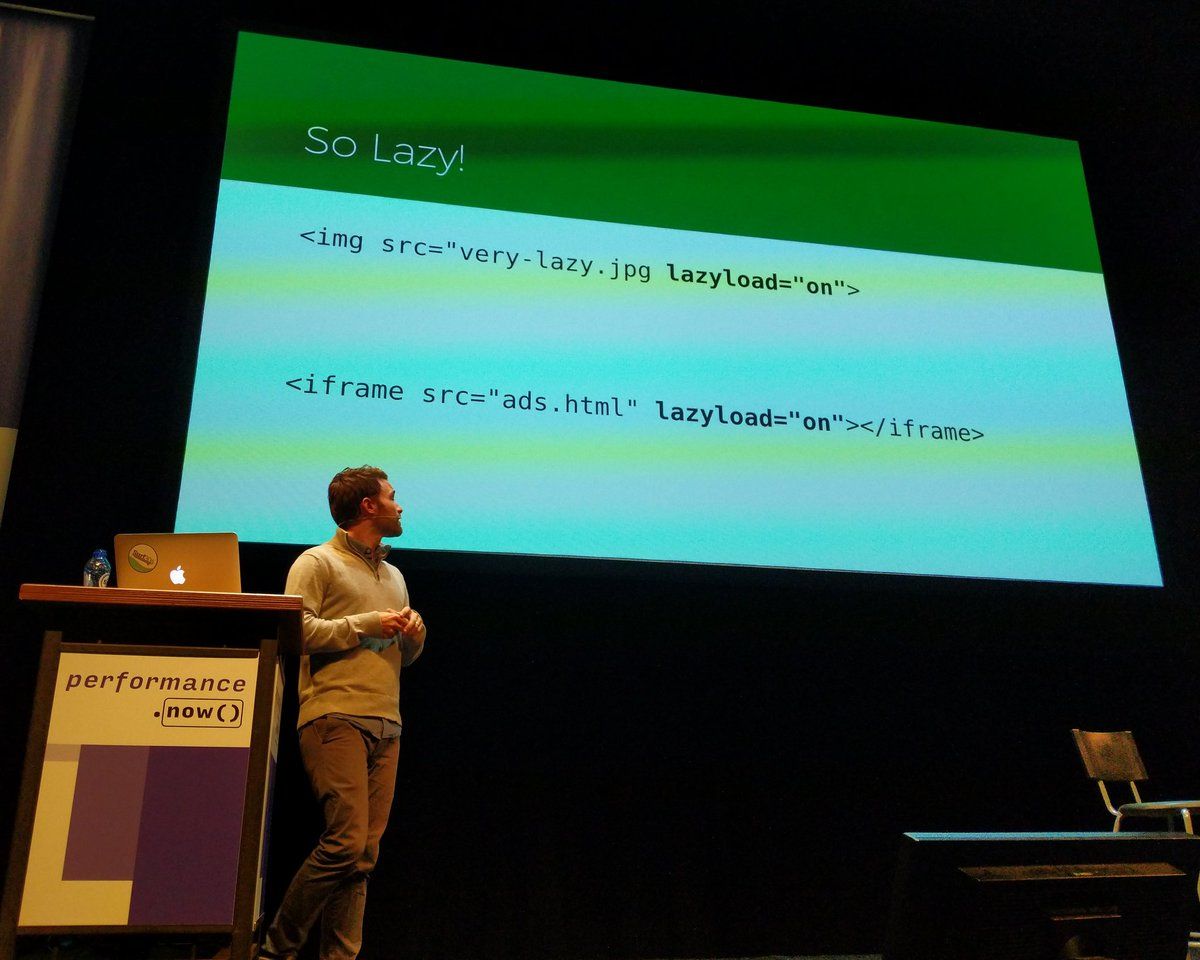 So Lazy!
<img src="very-lazy.jpg lazyload="on">
<iframe src="ads.html" lazyload="on"></iframe>
performance
.now()